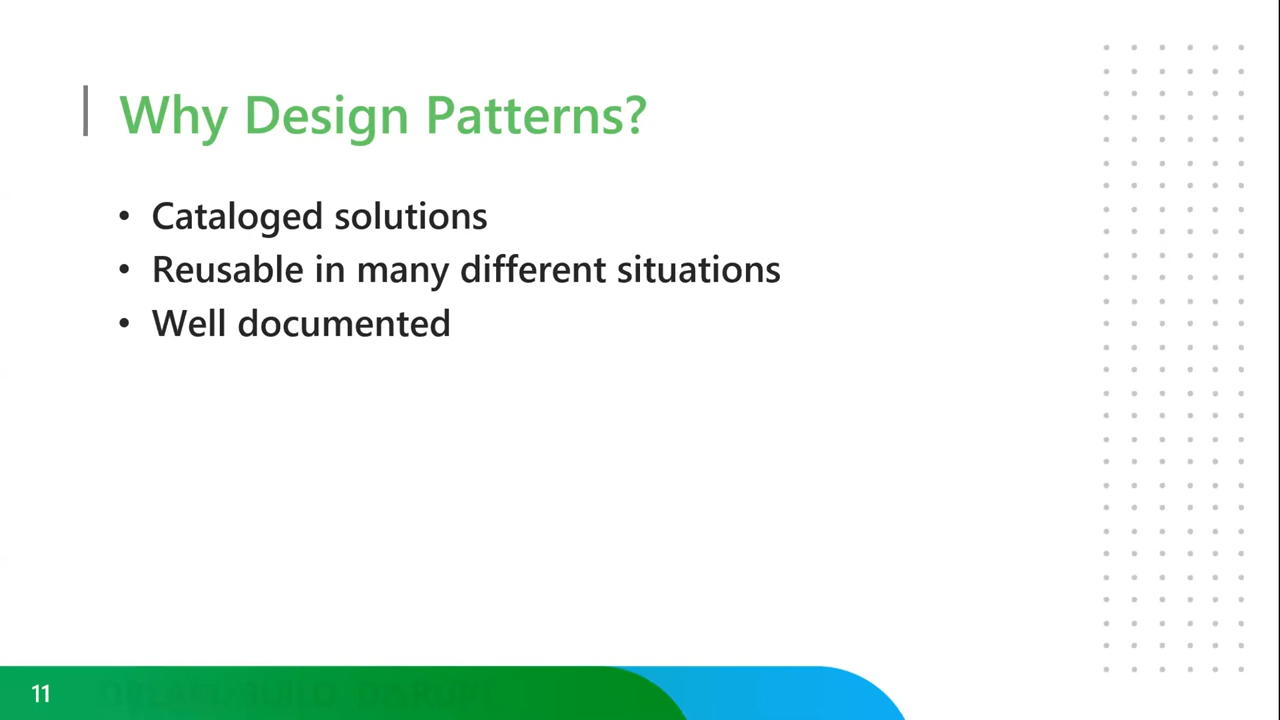 Why Design Patterns?
• Cataloged solutions
• Reusable in many different situations
• Well documented
11